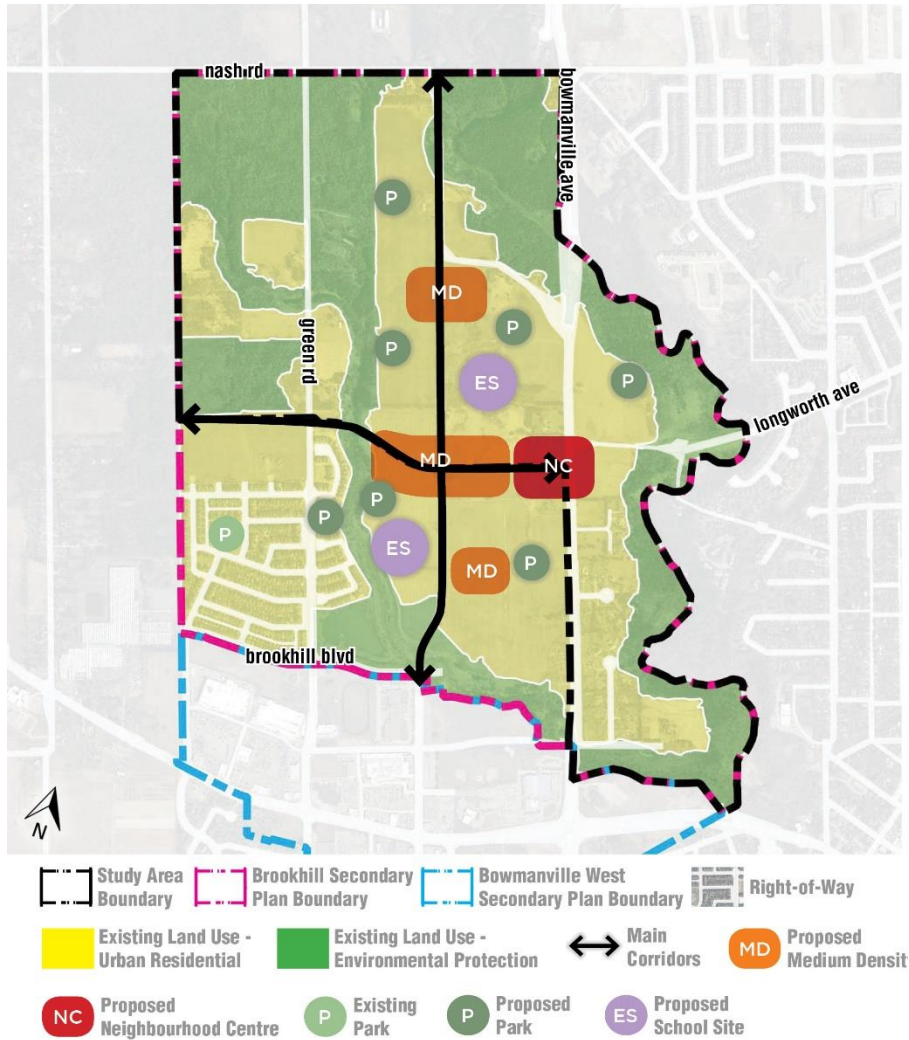 nash rd
bowmanville ave
P
MD
P
green rd
P
ES
P
longworth ave
MD
NC
P
P
P
ES
MD
P
brookhill blvd
N
Study Area
Boundary
Brookhill Secondary
Plan Boundary
Bowmanville West
Secondary Plan Boundary
Right-of-Way
Existing Land Use -
Urban Residential
Existing Land Use -
Environmental Protection
Main
Corridors
MD
Proposed
Medium Densit
NC
Proposed
Neighbourhood Centre
P
Existing
Park
P
Proposed
Park
ES
Proposed
School Site